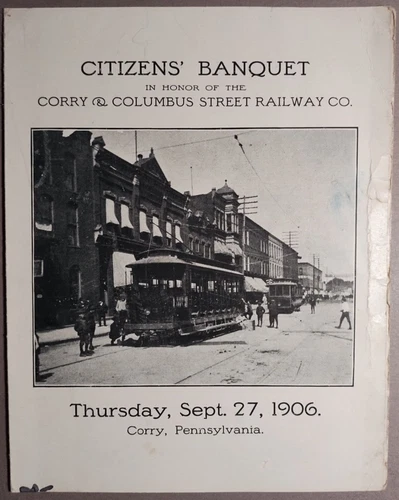 CITIZENS' BANQUET
IN HONOR OF THE
CORRY & COLUMBUS STREET RAILWAY CO.
Thursday, Sept. 27, 1906.
Corry, Pennsylvania.